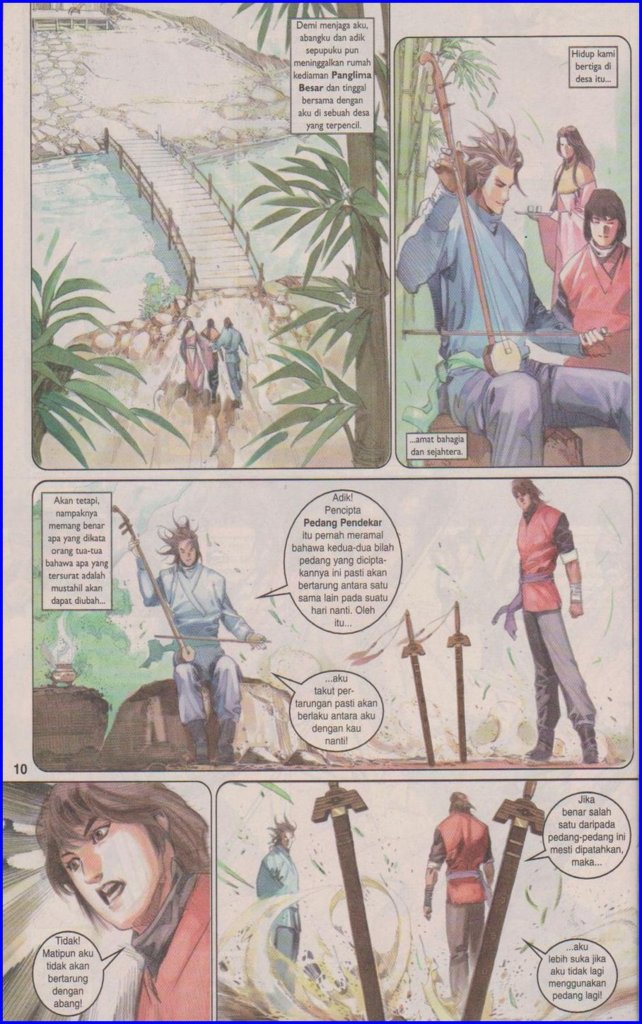 Demi menjaga aku,
abangku dan adik
sepupuku pun
meninggalkan rumah
kediaman Panglima
Besar dan tinggal
bersama dengan
aku di sebuah desa
yang terpencil.
Hidup kami
bertiga di
desa itu...
...amat bahagia
dan sejahtera.
Akan tetapi,
nampaknya
memang benar
apa yang dikata
orang tua-tua
bahawa apa yang
tersurat adalah
mustahil akan
dapat diubah...
Adik!
Pencipta
Pedang Pendekar
itu pernah meramal
bahawa kedua-dua bilah
pedang yang dicipta-
kannya ini pasti akan
bertarung antara satu
sama lain pada suatu
hari nanti. Oleh
itu...
...aku
takut per-
tarungan pasti akan
berlaku antara aku
dengan kau
nanti!
10
Tidak!
Matipun aku
tidak akan
bertarung
dengan
abang!
Jika
benar salah
satu daripada
pedang-pedang ini
mesti dipatahkan,
maka...
...aku
lebih suka jika
aku tidak lagi
menggunakan
pedang lagi!